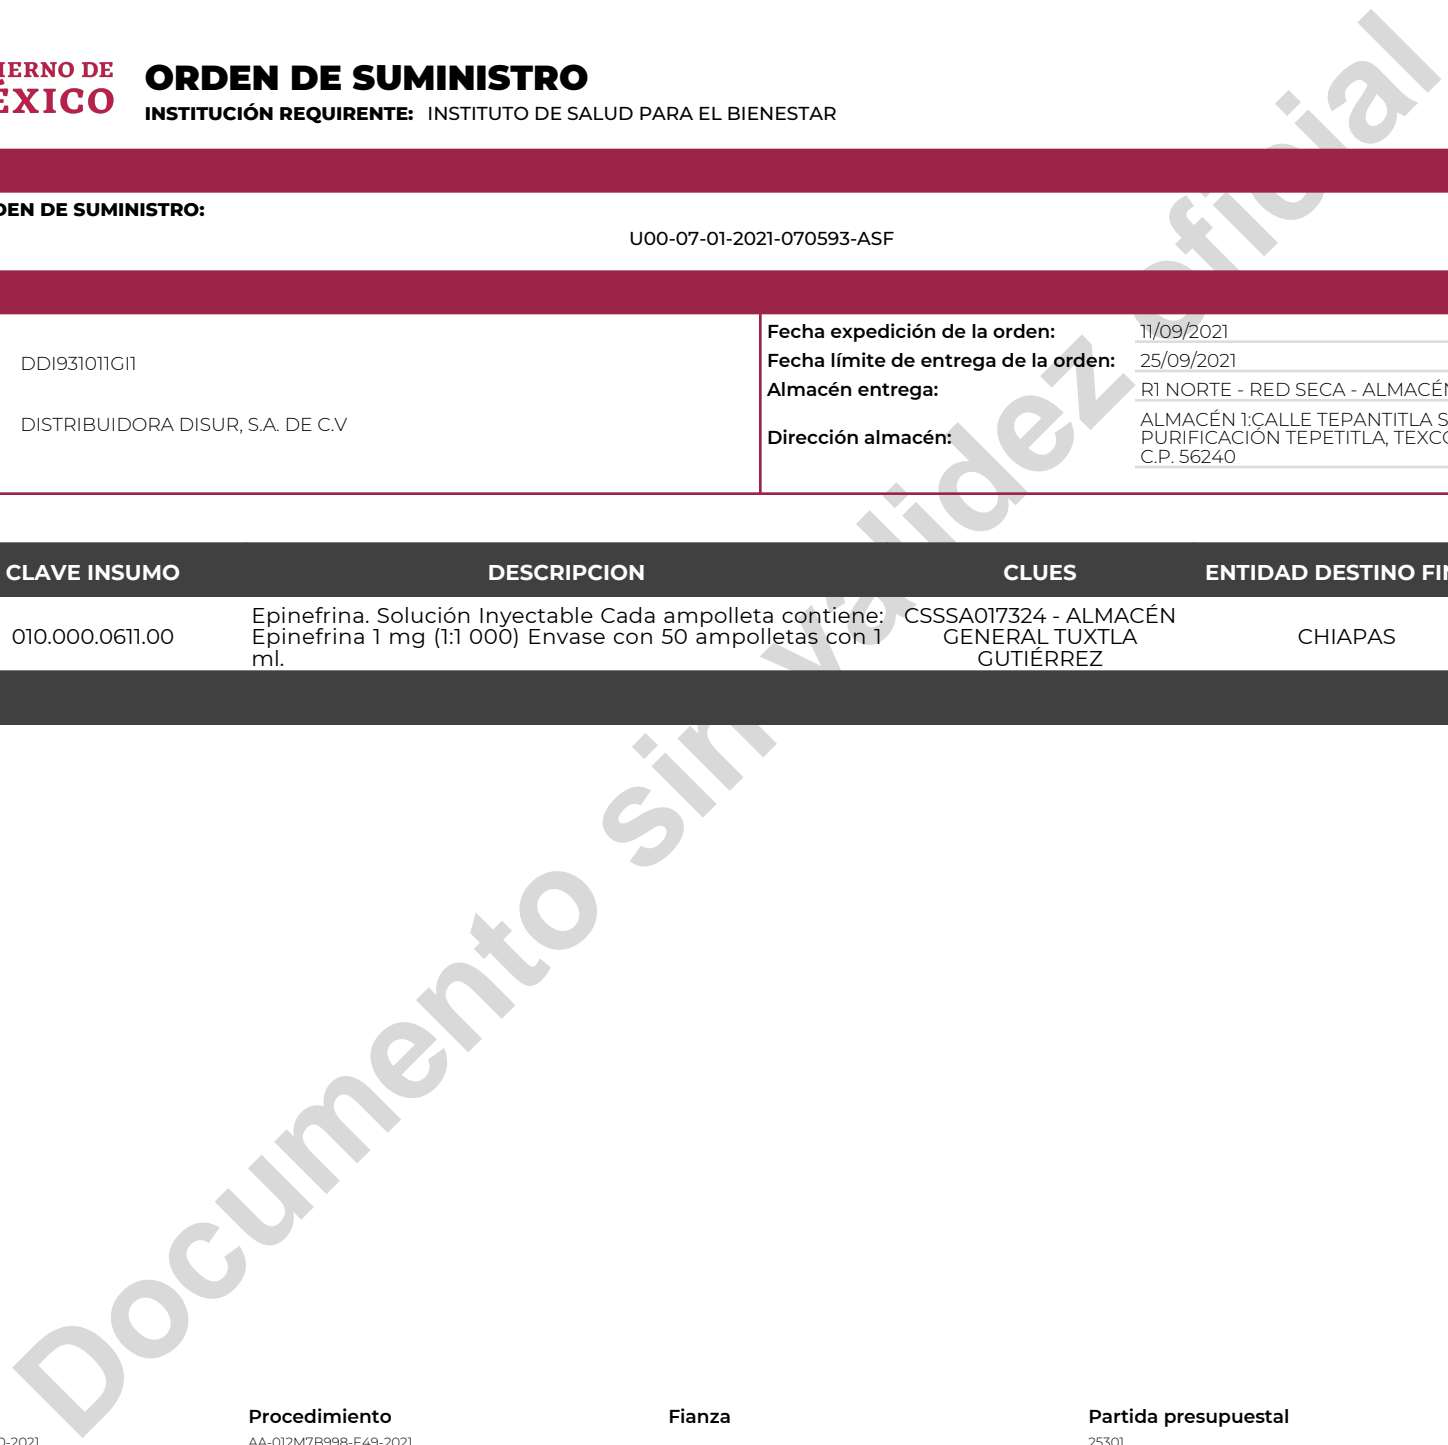 ORDEN DE SUMINISTRO
INSTITUCIÓN REQUIRENTE: INSTITUTO DE SALUD PARA EL BIENESTAR
DE
DE SUMINISTRO:
U00-07-01-2021-070593-ASF
DDI931011GI1
DISTRIBUIDORA DISUR, S.A. DE C.V
Fecha expedición de la orden: 11/09/2021
Fecha límite de entrega de la orden: 25/09/2021
Almacén entrega: R1 NORTE - RED SECA - ALMACÉN
Dirección almacén: ALMACÉN 1:CALLE TEPANTITLA
PURIFICACIÓN TEPETITLA,
C.P. 56240
CLAVE INSUMO DESCRIPCION CLUES ENTIDAD DESTINO
010.000.0611.00
Epinefrina. Solución Inyectable Cada ampolleta contiene:
Epinefrina 1 mg (1:1 000) Envase con 50 ampolletas con 1
ml.
CSSSA017324 - ALMACÉN
GENERAL TUXTLA
GUTIÉRREZ
CHIAPAS
Documento sin validez oficial
Procedimiento Fianza Partida presupuestal
AA-012M7B998-E49-2021 25301